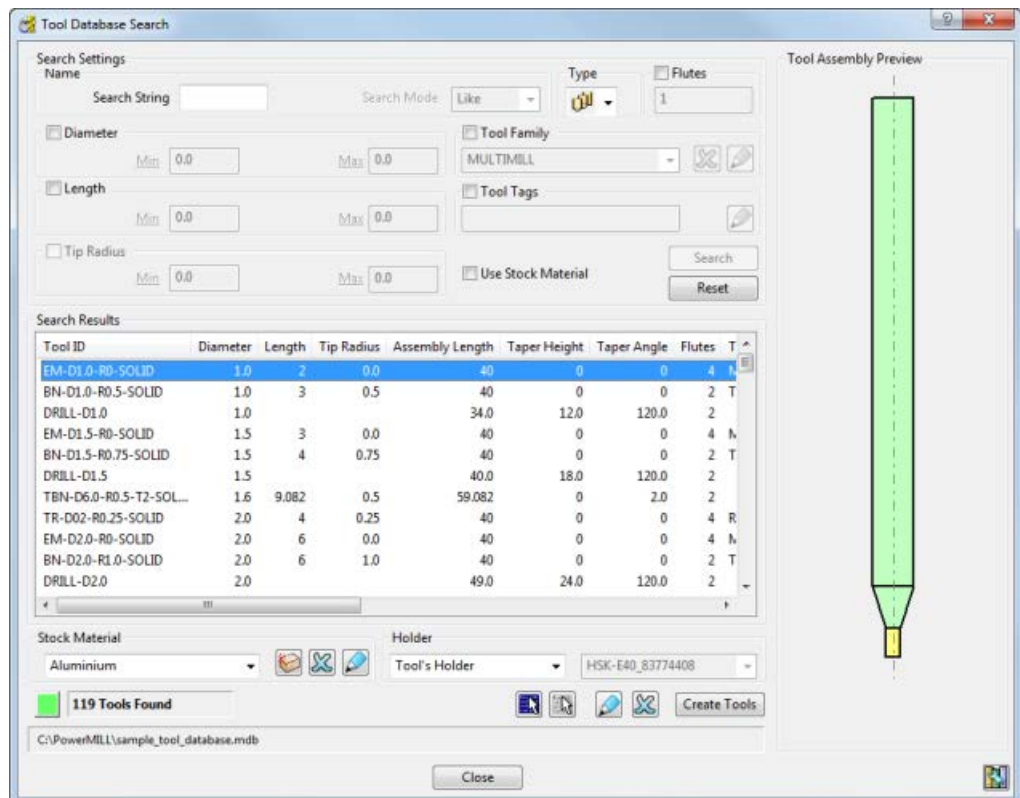 Tool Database Search
Search Settings
Name
Search String
Search Mode Like
Type
Flutes
1
Diameter
Min 0.0 Max 0.0
Tool Family
MULTIMILL
Length
Min 0.0 Max 0.0
Tool Tags
Tip Radius
Min 0.0 Max 0.0
Use Stock Material
Search
Reset
Search Results
Tool ID Diameter Length Tip Radius Assembly Length Taper Height Taper Angle Flutes T
EM-D1.0-R0-SOLID 1.0 2 0.0 40 0 0 4 M
BN-D1.0-R0.5-SOLID 1.0 3 0.5 40 0 0 2 T
DRILL-D1.0 1.0 34.0 12.0 120.0 2
EM-D1.5-R0-SOLID 1.5 3 0.0 40 0 0 4 M
BN-D1.5-R0.75-SOLID 1.5 4 0.75 40 0 0 2 T
DRILL-D1.5 1.5 40.0 18.0 120.0 2
TBN-D6.0-R0.5-T2-SOL... 1.6 9.082 0.5 59.082 0 2.0 2
TR-D02-R0.25-SOLID 2.0 4 0.25 40 0 0 4 R
EM-D2.0-R0-SOLID 2.0 6 0.0 40 0 0 4 M
BN-D2.0-R1.0-SOLID 2.0 6 1.0 40 0 0 2 T
DRILL-D2.0 2.0 49.0 24.0 120.0 2
Stock Material
Aluminium
Holder
Tool's Holder
HSK-E40_83774408
119 Tools Found
Create Tools
C:\PowerMILL\sample_tool_database.mdb
Close
Tool Assembly Preview